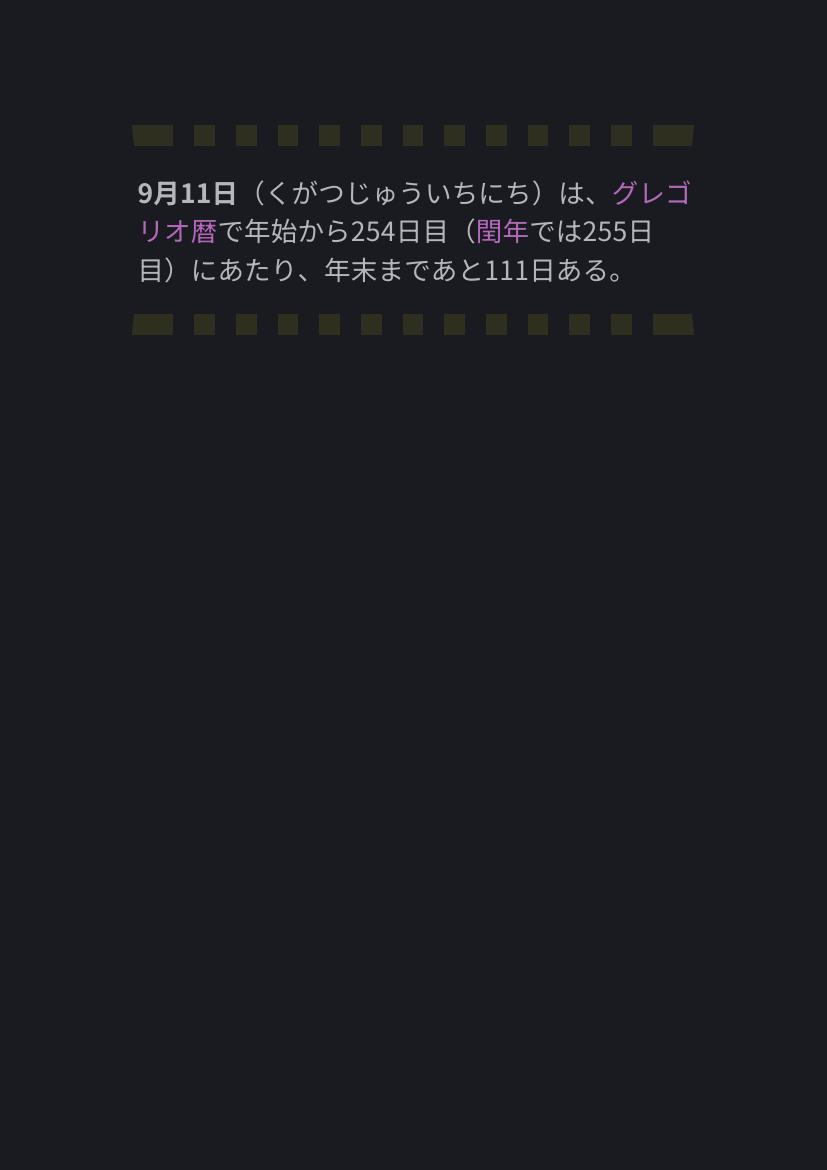 9月11日（くがつじゅういちにち）は、グレゴ
リオ暦で年始から254日目（閏年では255日
目）にあたり、年末まであと111日ある。